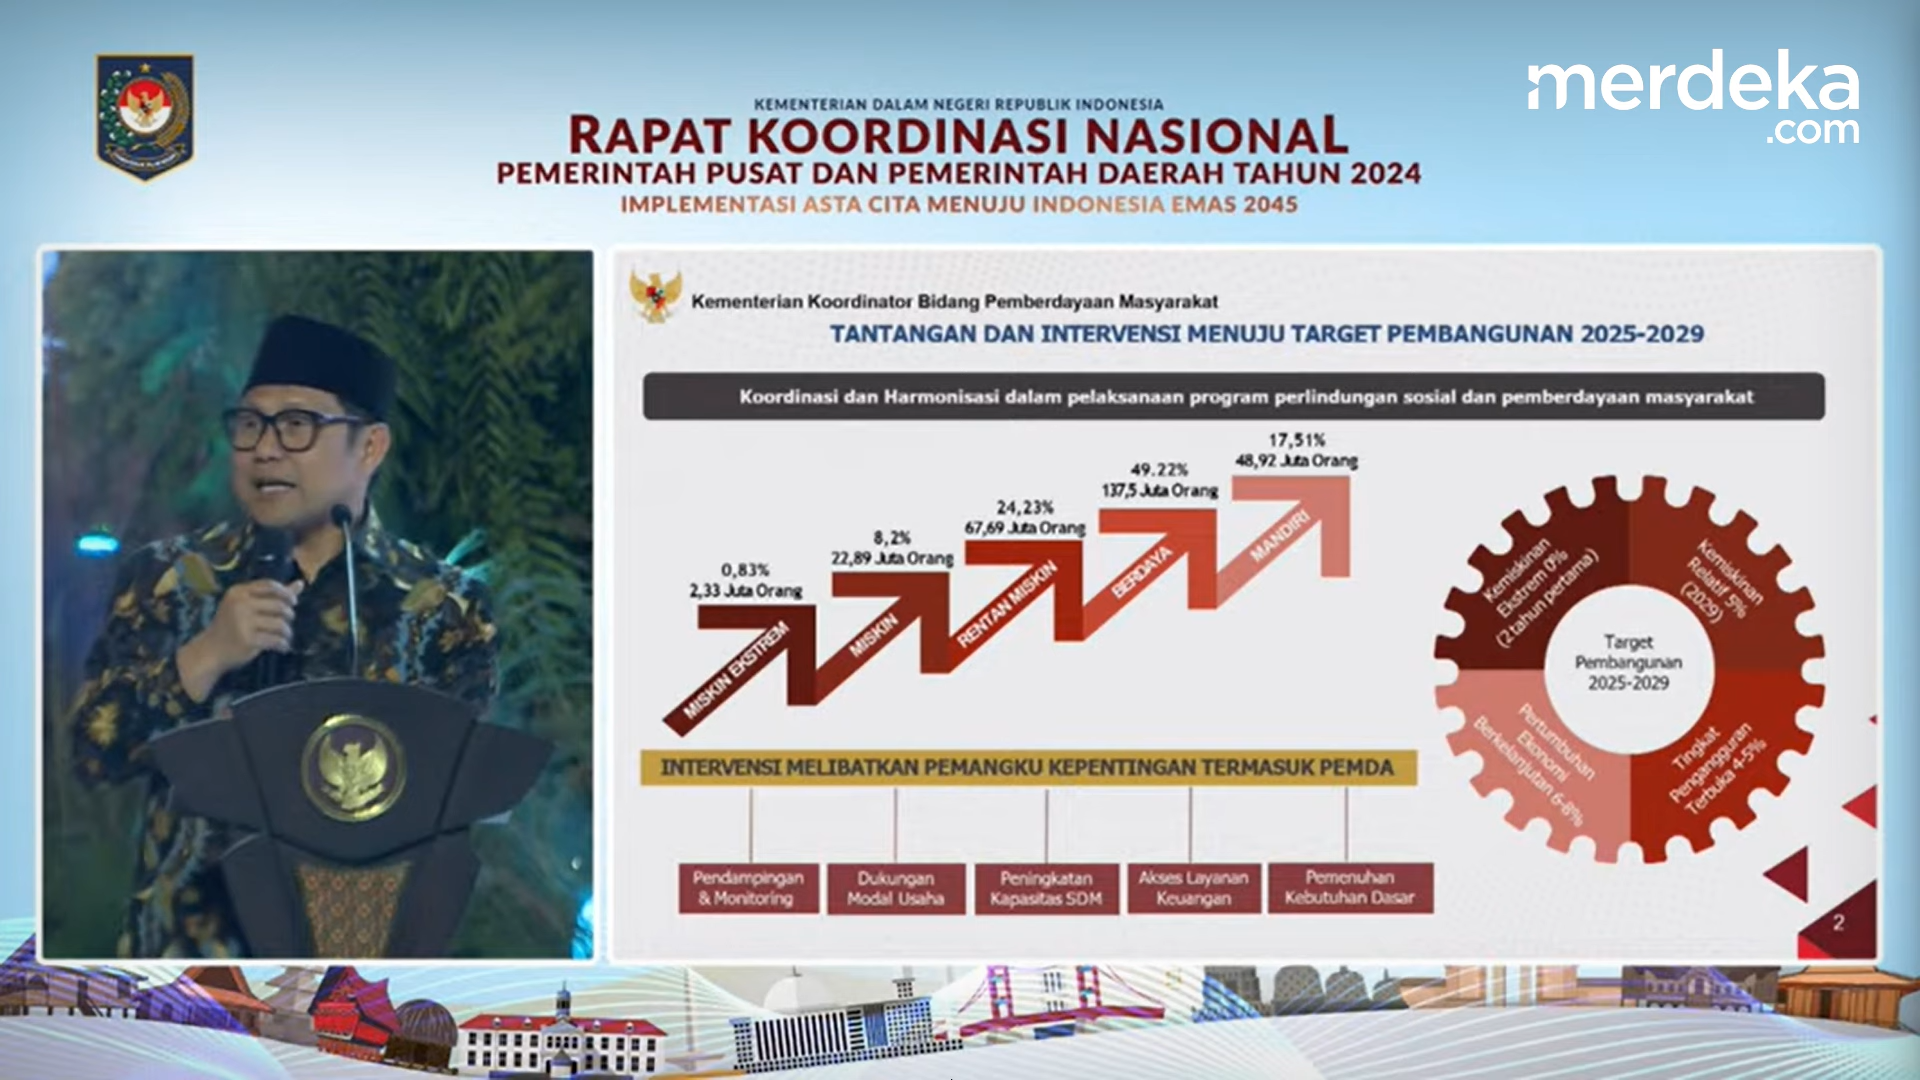 merdeka
.com
KEMENTERIAN DALAM NEGERI REPUBLIK INDONESIA
RAPAT KOORDINASI NASIONAL
PEMERINTAH PUSAT DAN PEMERINTAH DAERAH TAHUN 2024
IMPLEMENTASI ASTA CITA MENUJU INDONESIA EMAS 2045
Kementerian Koordinator Bidang Pemberdayaan Masyarakat
TANTANGAN DAN INTERVENSI MENUJU TARGET PEMBANGUNAN 2025-2029
Koordinasi dan Harmonisasi dalam pelaksanaan program perlindungan sosial dan pemberdayaan masyarakat
0,83%
2,33 Juta Orang
MISKIN EKSTREM
8,2%
22,89 Juta Orang
MISKIN
24,23%
67,69 Juta Orang
RENTAN MISKIN
49.22%
137,5 Juta Orang
BERDAYA
17,51%
48,92 Juta Orang
MANDIRI
Kemiskinan
Ekstrem 0%
(2 tahun pertama)
Kemiskinan
Relatif 5%
(2029)
Target
Pembangunan
2025-2029
Pertumbuhan
Ekonomi
Berkelanjutan 6-8%
Tingkat
Pengangguran
Terbuka 4-5%
INTERVENSI MELIBATKAN PEMANGKU KEPENTINGAN TERMASUK PEMDA
Pendampingan
& Monitoring
Dukungan
Modal Usaha
Peningkatan
Kapasitas SDM
Akses Layanan
Keuangan
Pemenuhan
Kebutuhan Dasar
2